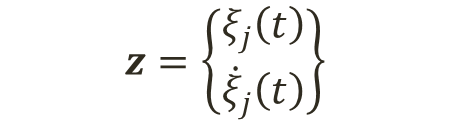 z = { ξⱼ(t)
ξ̇ⱼ(t) }